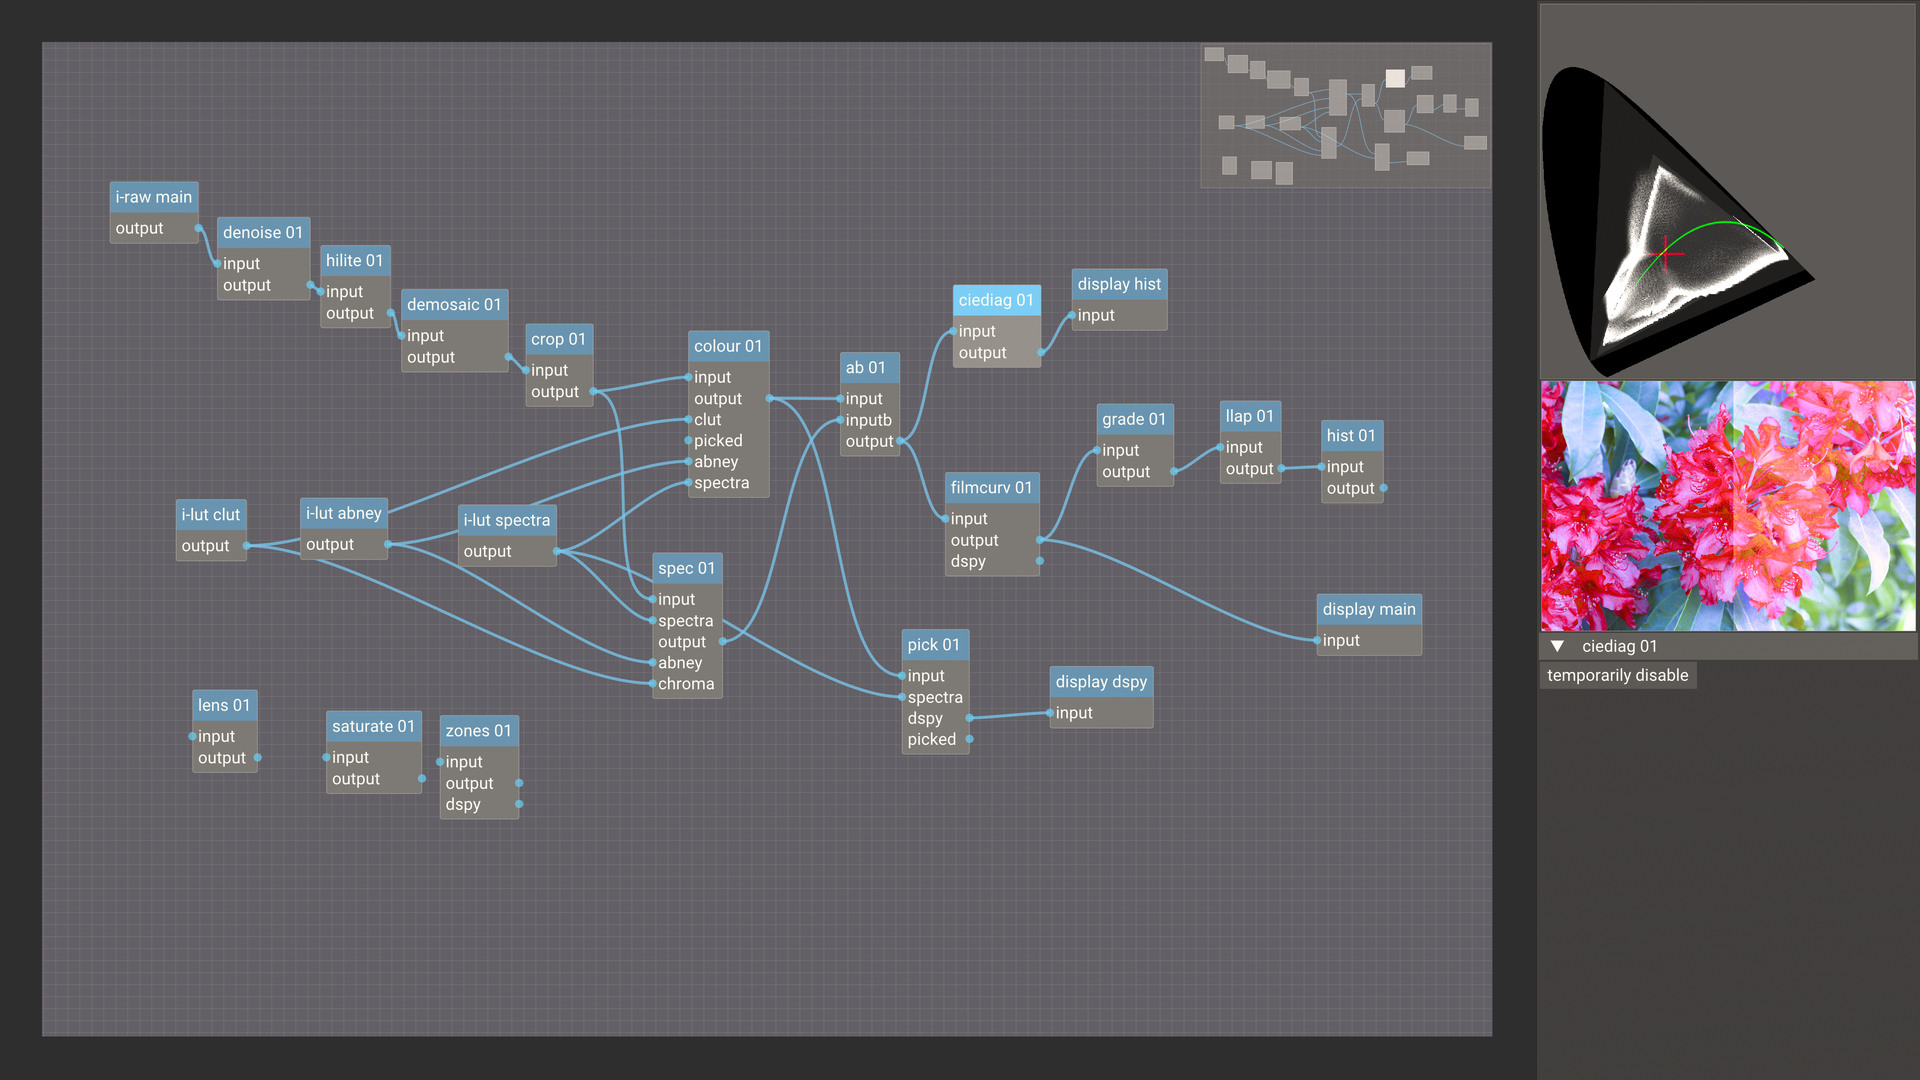 i-raw main
output
denoise 01
input
output
hilite 01
input
output
demosaic 01
input
output
crop 01
input
output
colour 01
input
output
clut
picked
abney
spectra
ab 01
input
inputb
output
ciediag 01
input
output
display hist
input
grade 01
input
output
llap 01
input
output
hist 01
input
output
filmcurv 01
input
output
dspy
i-lut clut
output
i-lut abney
output
i-lut spectra
output
spec 01
input
spectra
output
abney
chroma
display main
input
pick 01
input
spectra
dspy
picked
display dspy
input
lens 01
input
output
saturate 01
input
output
zones 01
input
output
dspy
ciediag 01
temporarily disable